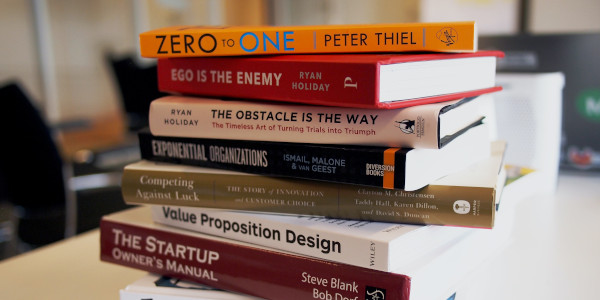 ZERO TO ONE | PETER THIEL
EGO IS THE ENEMY RYAN HOLIDAY P
RYAN HOLIDAY THE OBSTACLE IS THE WAY
The Timeless Art of Turning Trials into Triumph
EXPONENTIAL ORGANIZATIONS ISMAIL, MALONE & VAN GEEST DIVERSION BOOKS
Competing Against Luck THE STORY OF INNOVATION AND CUSTOMER CHOICE Clayton M. Christensen
Taddy Hall, Karen Dillon,
and David S. Duncan
Value Proposition Design WILEY
THE STARTUP
OWNER'S MANUAL
Steve Blank
Bob Dorf